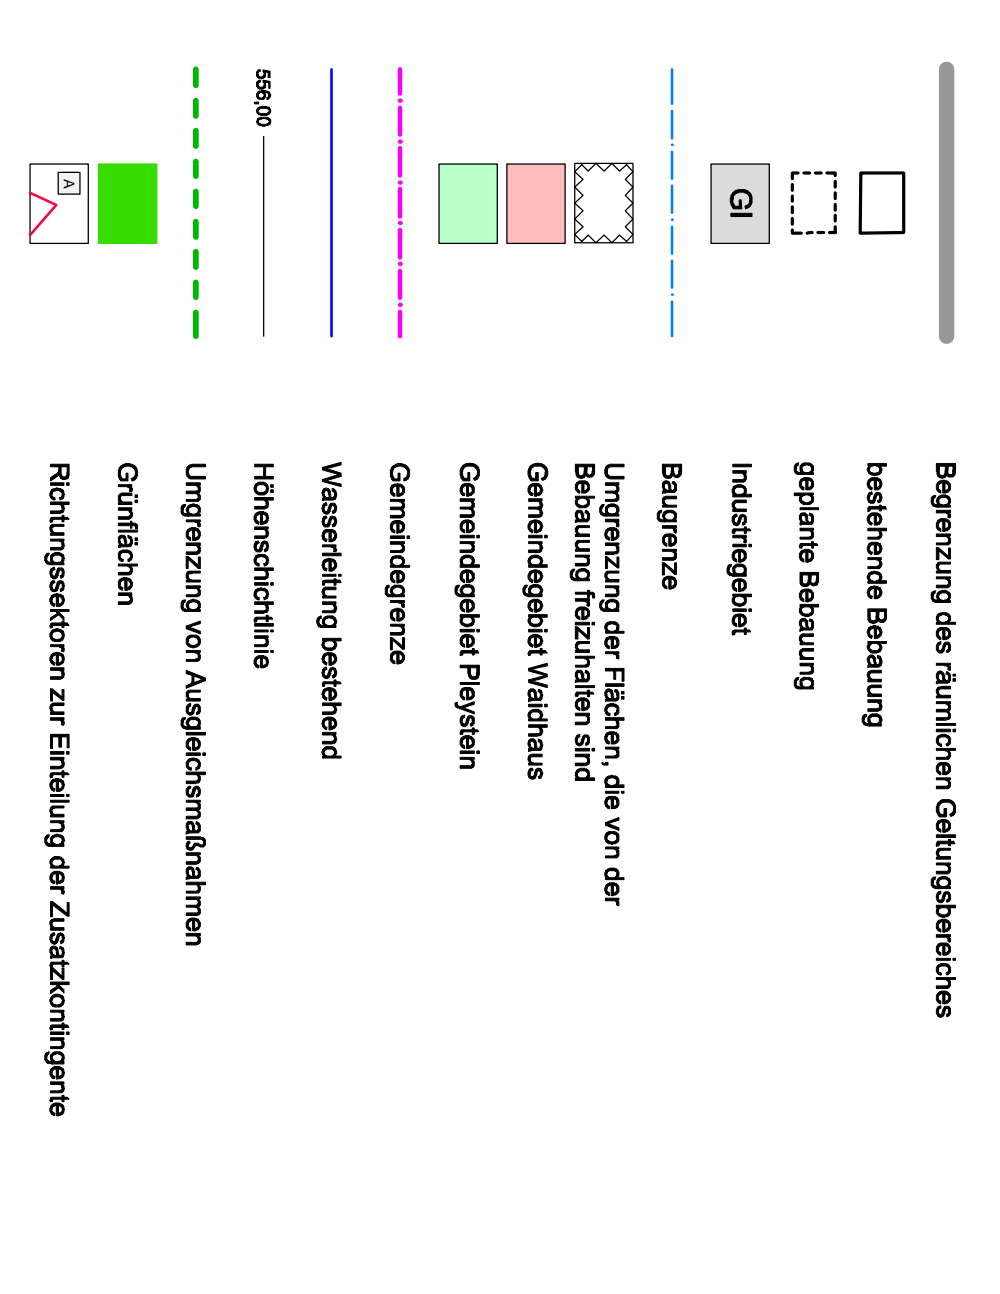 Begrenzung des räumlichen Geltungsbereiches
bestehende Bebauung
geplante Bebauung
GI
Industriegebiet
Baugrenze
Umgrenzung der Flächen, die von der
Bebauung freizuhalten sind
Gemeindegebiet Waidhaus
Gemeindegebiet Pleystein
Gemeindegrenze
Wasserleitung bestehend
556,00
Höhenschichtlinie
Umgrenzung von Ausgleichsmaßnahmen
Grünflächen
A
Richtungssektoren zur Einteilung der Zusatzkontingente